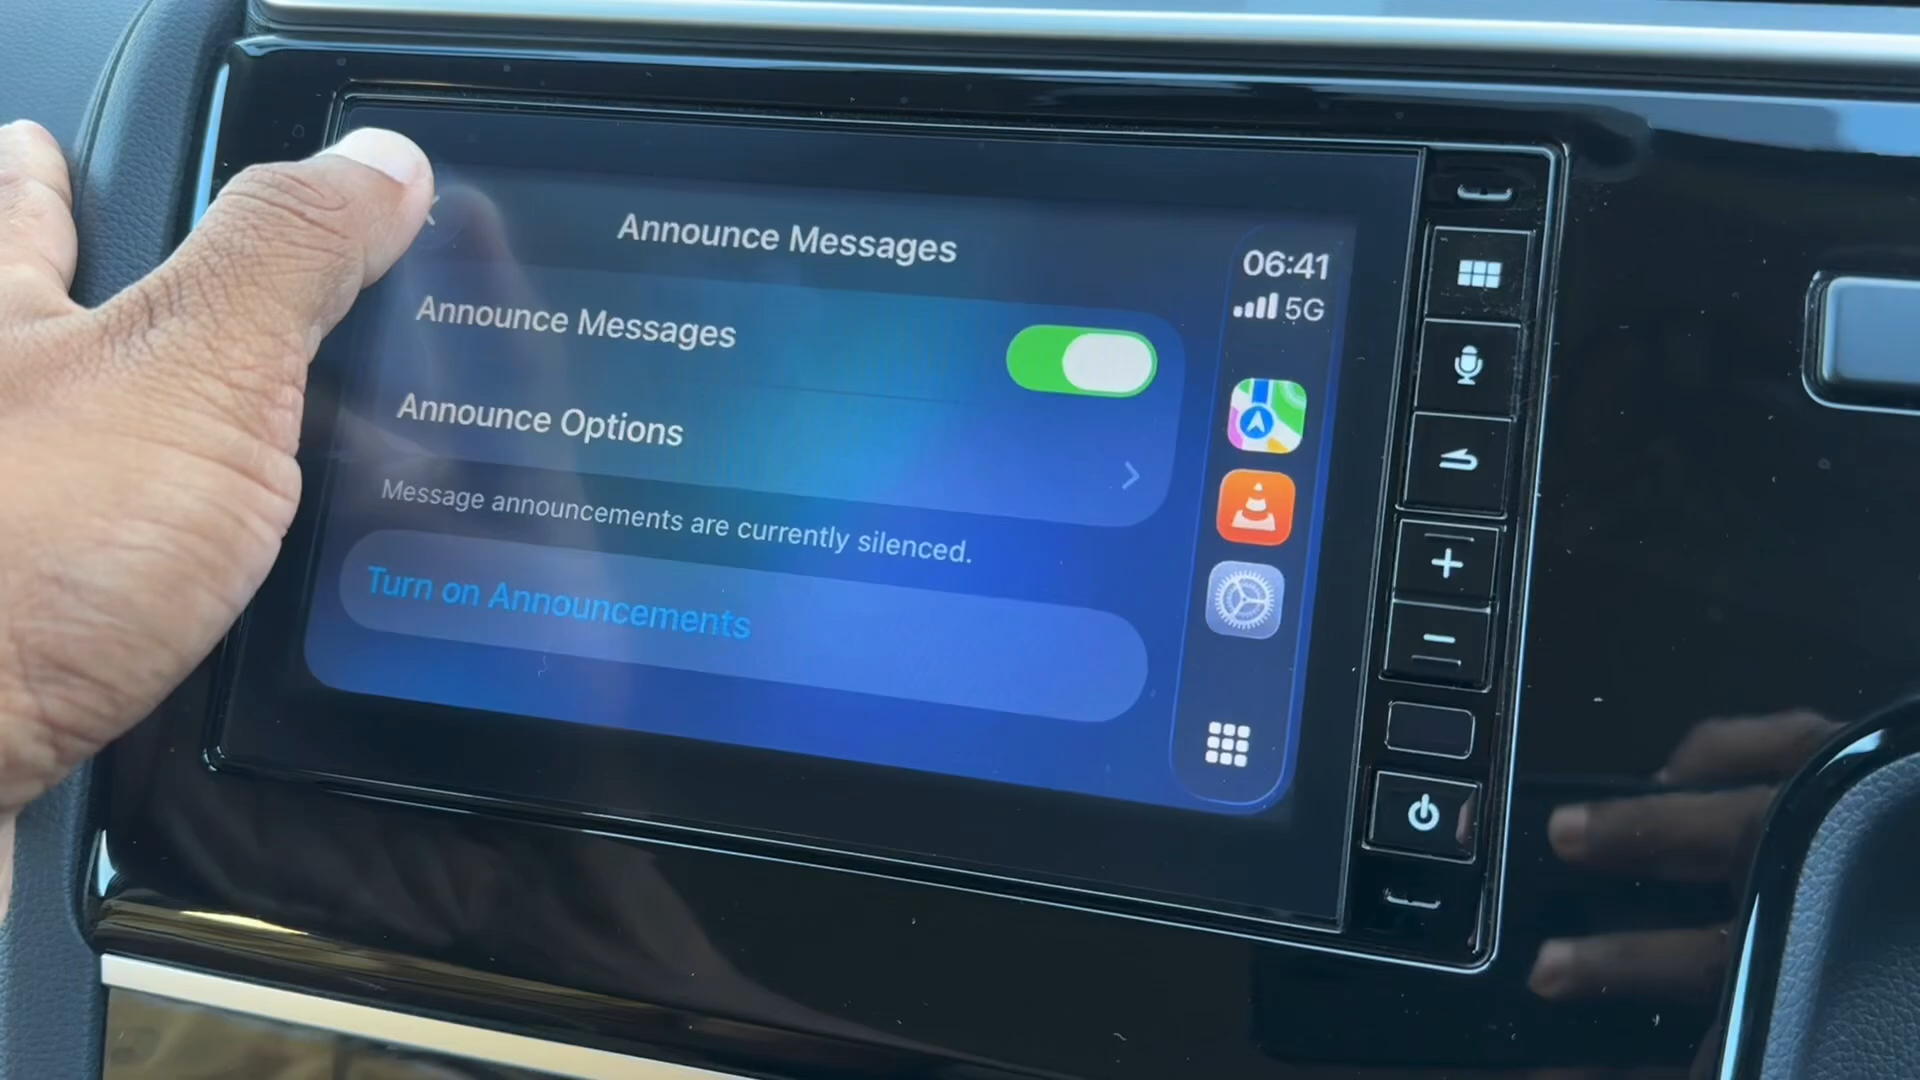 Announce Messages
06:41
5G
Announce Messages
Announce Options
Message announcements are currently silenced.
Turn on Announcements